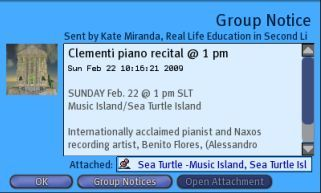 Group Notice
Sent by Kate Miranda, Real Life Education in Second Li
Clementi piano recital @ 1 pm
Sun Feb 22 10:16:21 2009
SUNDAY Feb. 22 @ 1 pm SLT
Music Island/Sea Turtle Island
Internationally acclaimed pianist and Naxos
recording artist, Benito Flores, (Alessandro
Attached: Sea Turtle -Music Island, Sea Turtle Isl
OK Group Notices Open Attachment